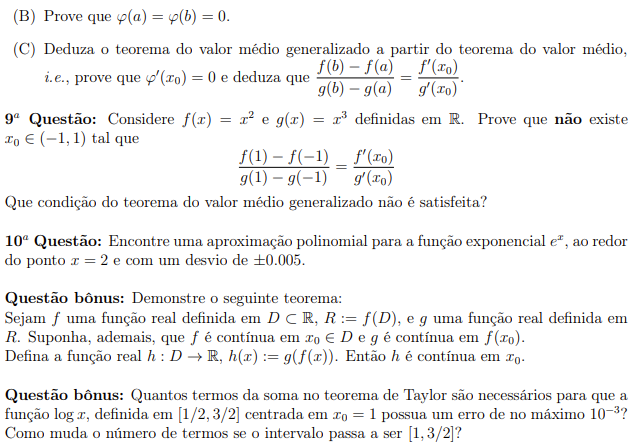 (B) Prove que φ(a) = φ(b) = 0.
(C) Deduza o teorema do valor médio generalizado a partir do teorema do valor médio,
i.e., prove que φ′(x₀) = 0 e deduza que (f(b) − f(a))/(g(b) − g(a)) = f′(x₀)/g′(x₀).
9ª Questão: Considere f(x) = x² e g(x) = x³ definidas em ℝ. Prove que não existe
x₀ ∈ (−1, 1) tal que
(f(1) − f(−1))/(g(1) − g(−1)) = f′(x₀)/g′(x₀)
Que condição do teorema do valor médio generalizado não é satisfeita?
10ª Questão: Encontre uma aproximação polinomial para a função exponencial eˣ, ao redor
do ponto x = 2 e com um desvio de ±0.005.
Questão bônus: Demonstre o seguinte teorema:
Sejam f uma função real definida em D ⊂ ℝ, R := f(D), e g uma função real definida em
R. Suponha, ademais, que f é contínua em x₀ ∈ D e g é contínua em f(x₀).
Defina a função real h : D → ℝ, h(x) := g(f(x)). Então h é contínua em x₀.
Questão bônus: Quantos termos da soma no teorema de Taylor são necessários para que a
função log x, definida em [1/2, 3/2] centrada em x₀ = 1 possua um erro de no máximo 10⁻³?
Como muda o número de termos se o intervalo passa a ser [1, 3/2]?